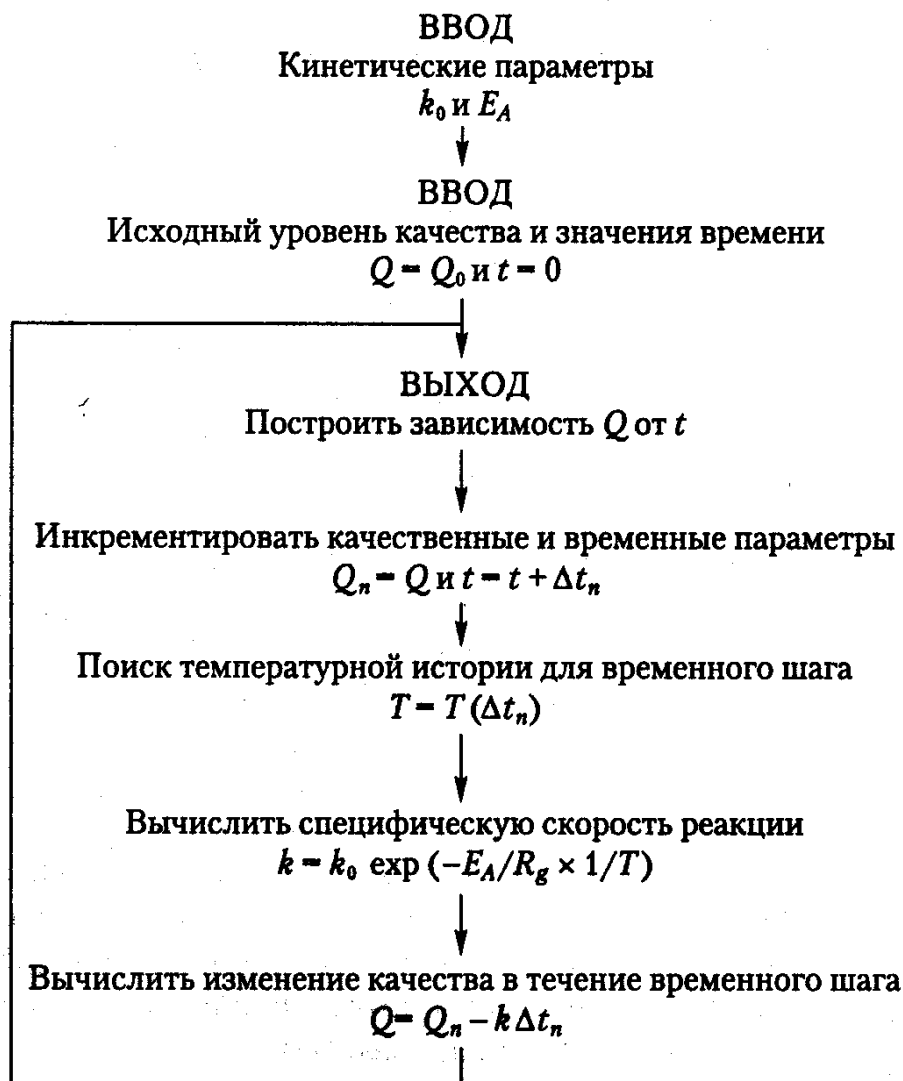 ВВОД
Кинетические параметры
k₀ и E_A
ВВОД
Исходный уровень качества и значения времени
Q = Q₀ и t = 0
ВЫХОД
Построить зависимость Q от t
Инкрементировать качественные и временные параметры
Qₙ = Q и t = t + Δtₙ
Поиск температурной истории для временного шага
T = T (Δtₙ)
Вычислить специфическую скорость реакции
k = k₀ exp (−E_A/R_g × 1/T)
Вычислить изменение качества в течение временного шага
Q = Qₙ − k Δtₙ